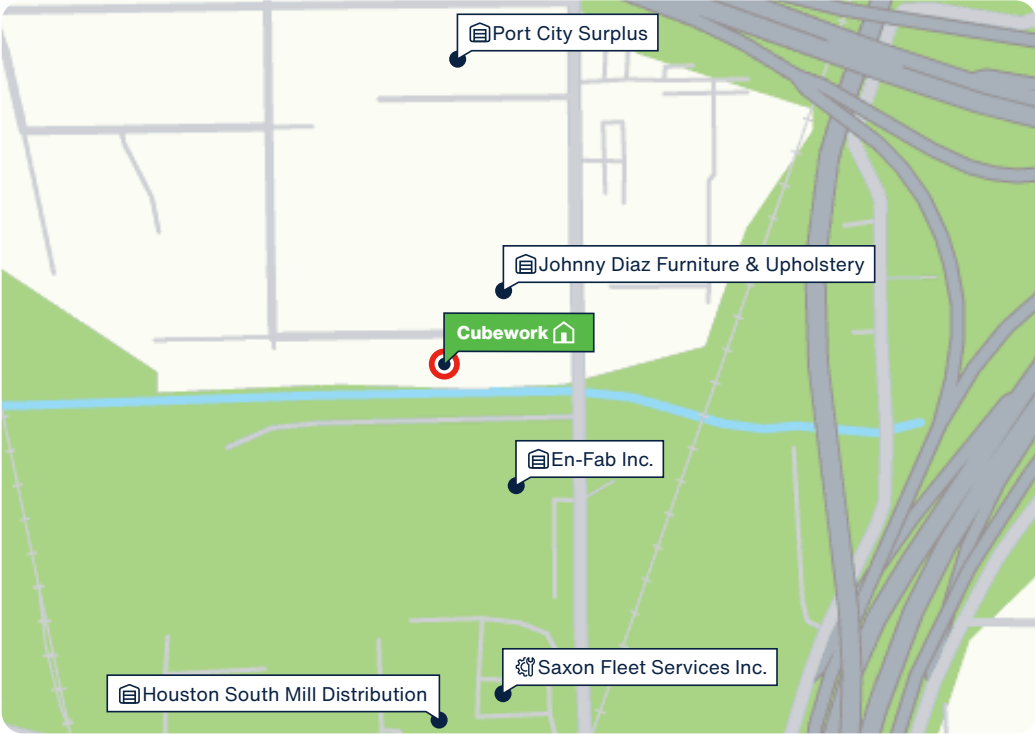 Port City Surplus
Johnny Diaz Furniture & Upholstery
Cubework
En-Fab Inc.
Saxon Fleet Services Inc.
Houston South Mill Distribution